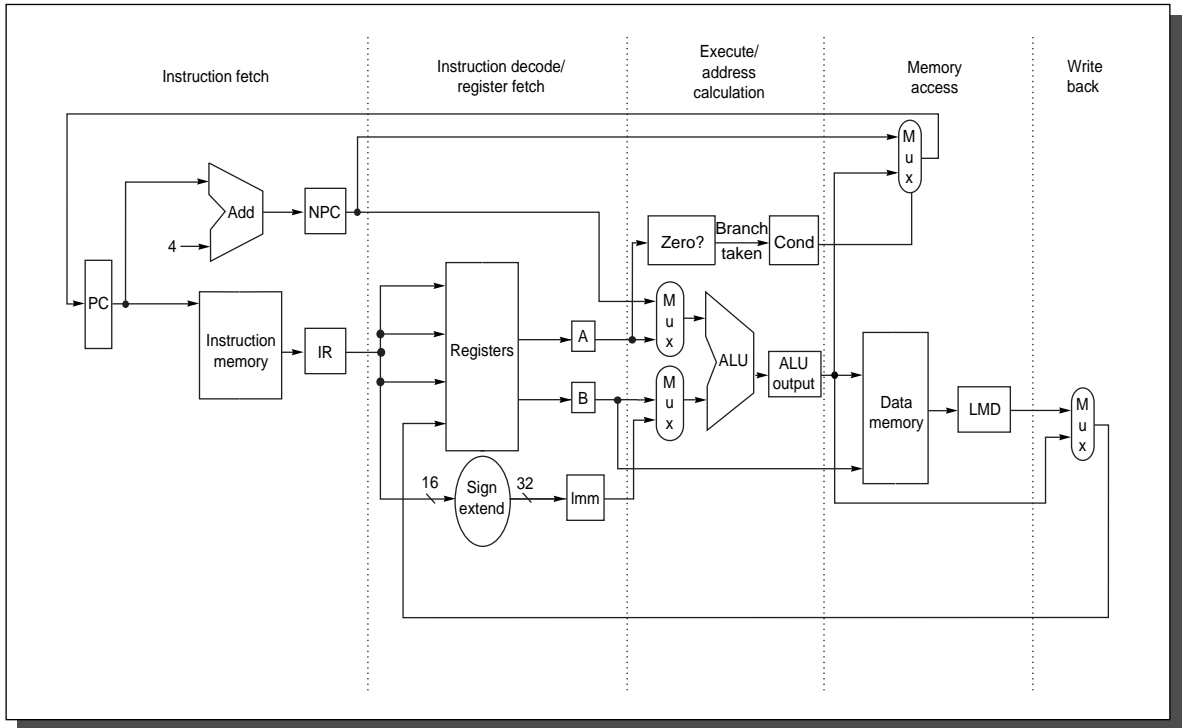 Instruction fetch
Instruction decode/
register fetch
Execute/
address
calculation
Memory
access
Write
back
M
u
x
Add
NPC
4
Branch
taken
Zero?
Cond
PC
Instruction
memory
IR
Registers
A
B
M
u
x
M
u
x
ALU
ALU
output
Data
memory
LMD
M
u
x
16
Sign
extend
32
Imm